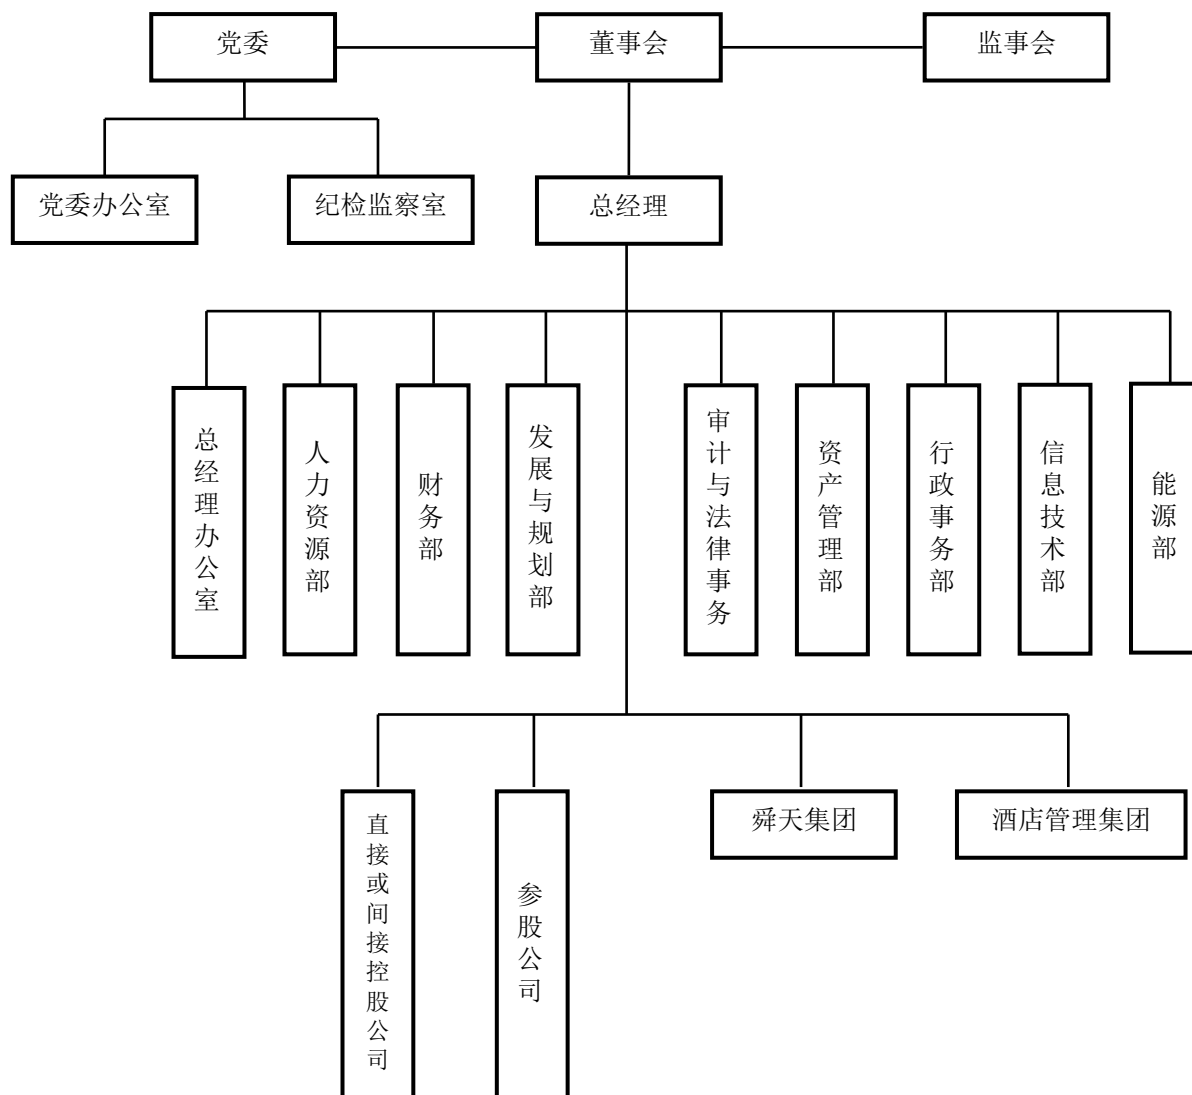 党委
董事会
监事会
党委办公室
纪检监察室
总经理
总经理办公室
人力资源部
财务部
发展与规划部
审计与法律事务
资产管理部
行政事务部
信息技术部
能源部
直接或间接控股公司
参股公司
舜天集团
酒店管理集团